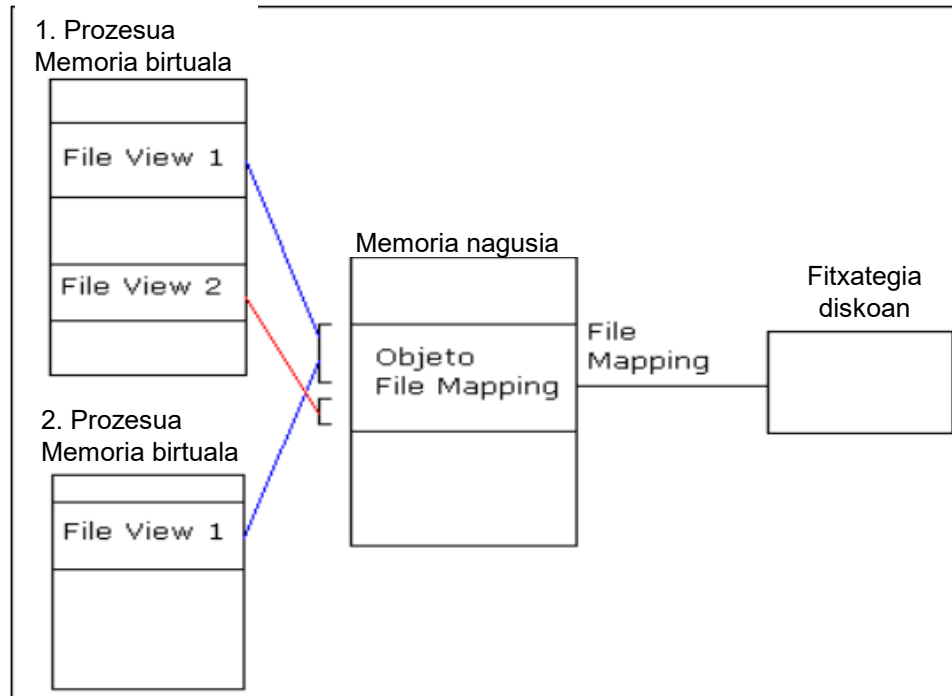 1. Prozesua
Memoria birtuala
File View 1
File View 2
2. Prozesua
Memoria birtuala
File View 1
Memoria nagusia
Objeto
File Mapping
File
Mapping
Fitxategia
diskoan